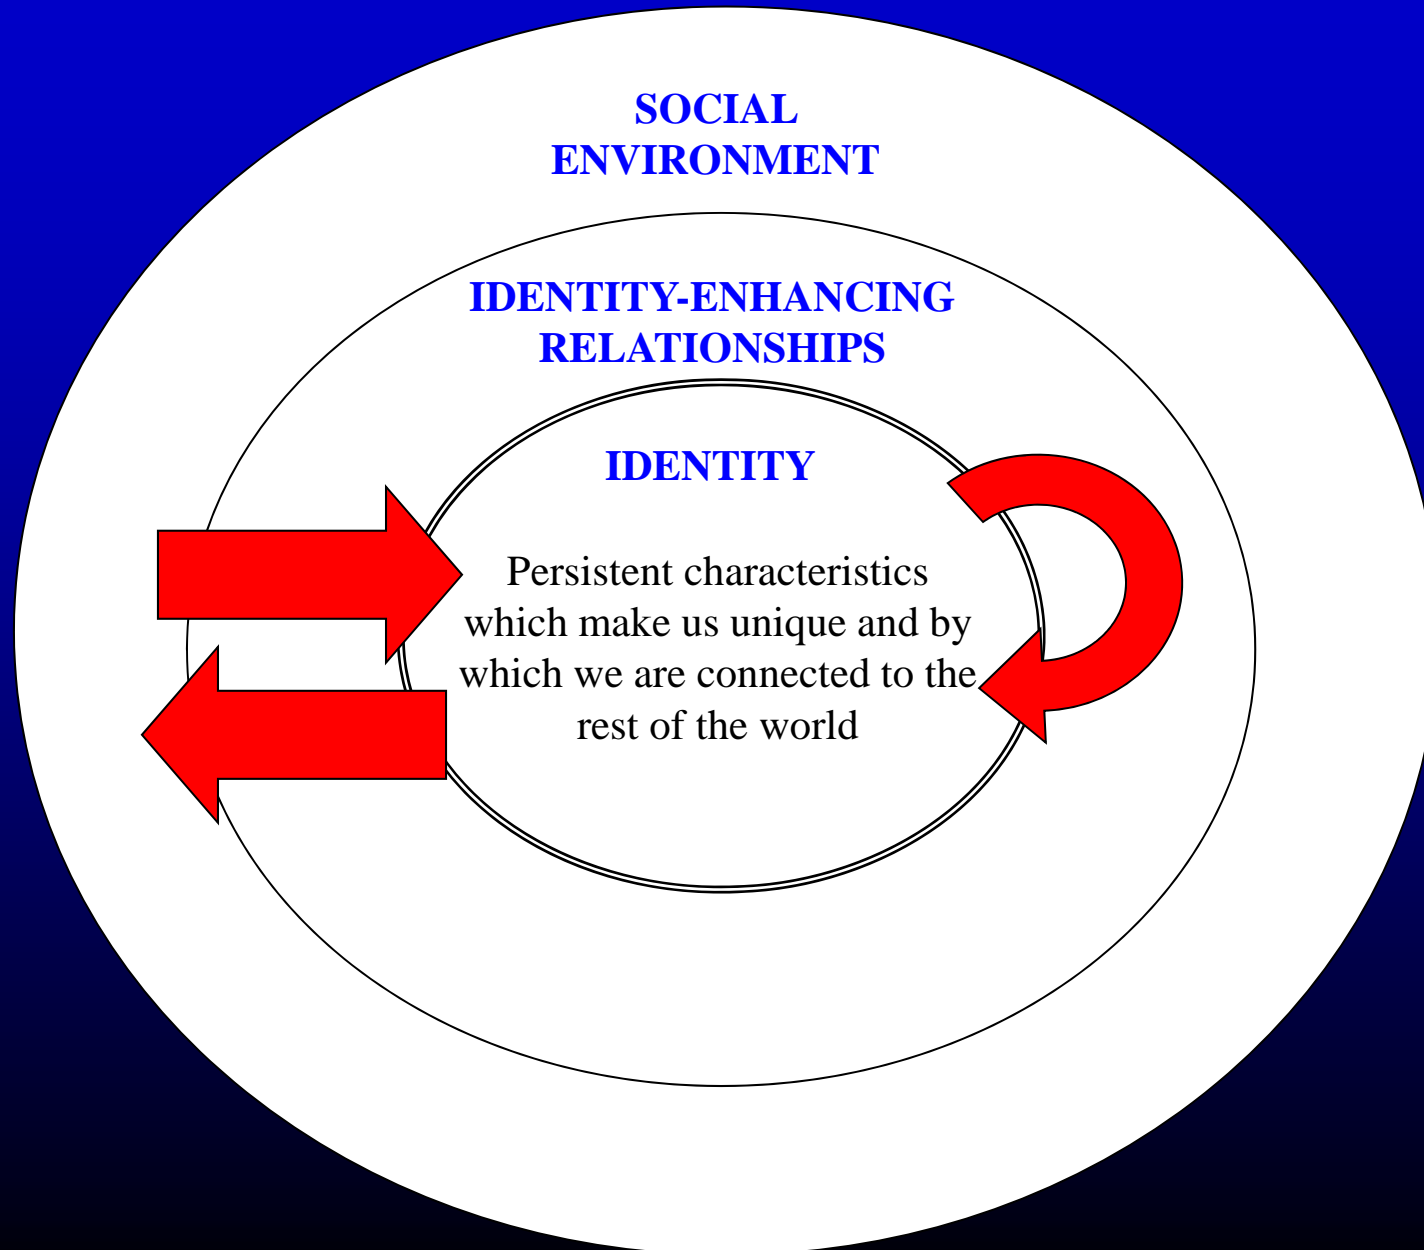 SOCIAL
ENVIRONMENT
IDENTITY-ENHANCING
RELATIONSHIPS
IDENTITY
Persistent characteristics
which make us unique and by
which we are connected to the
rest of the world